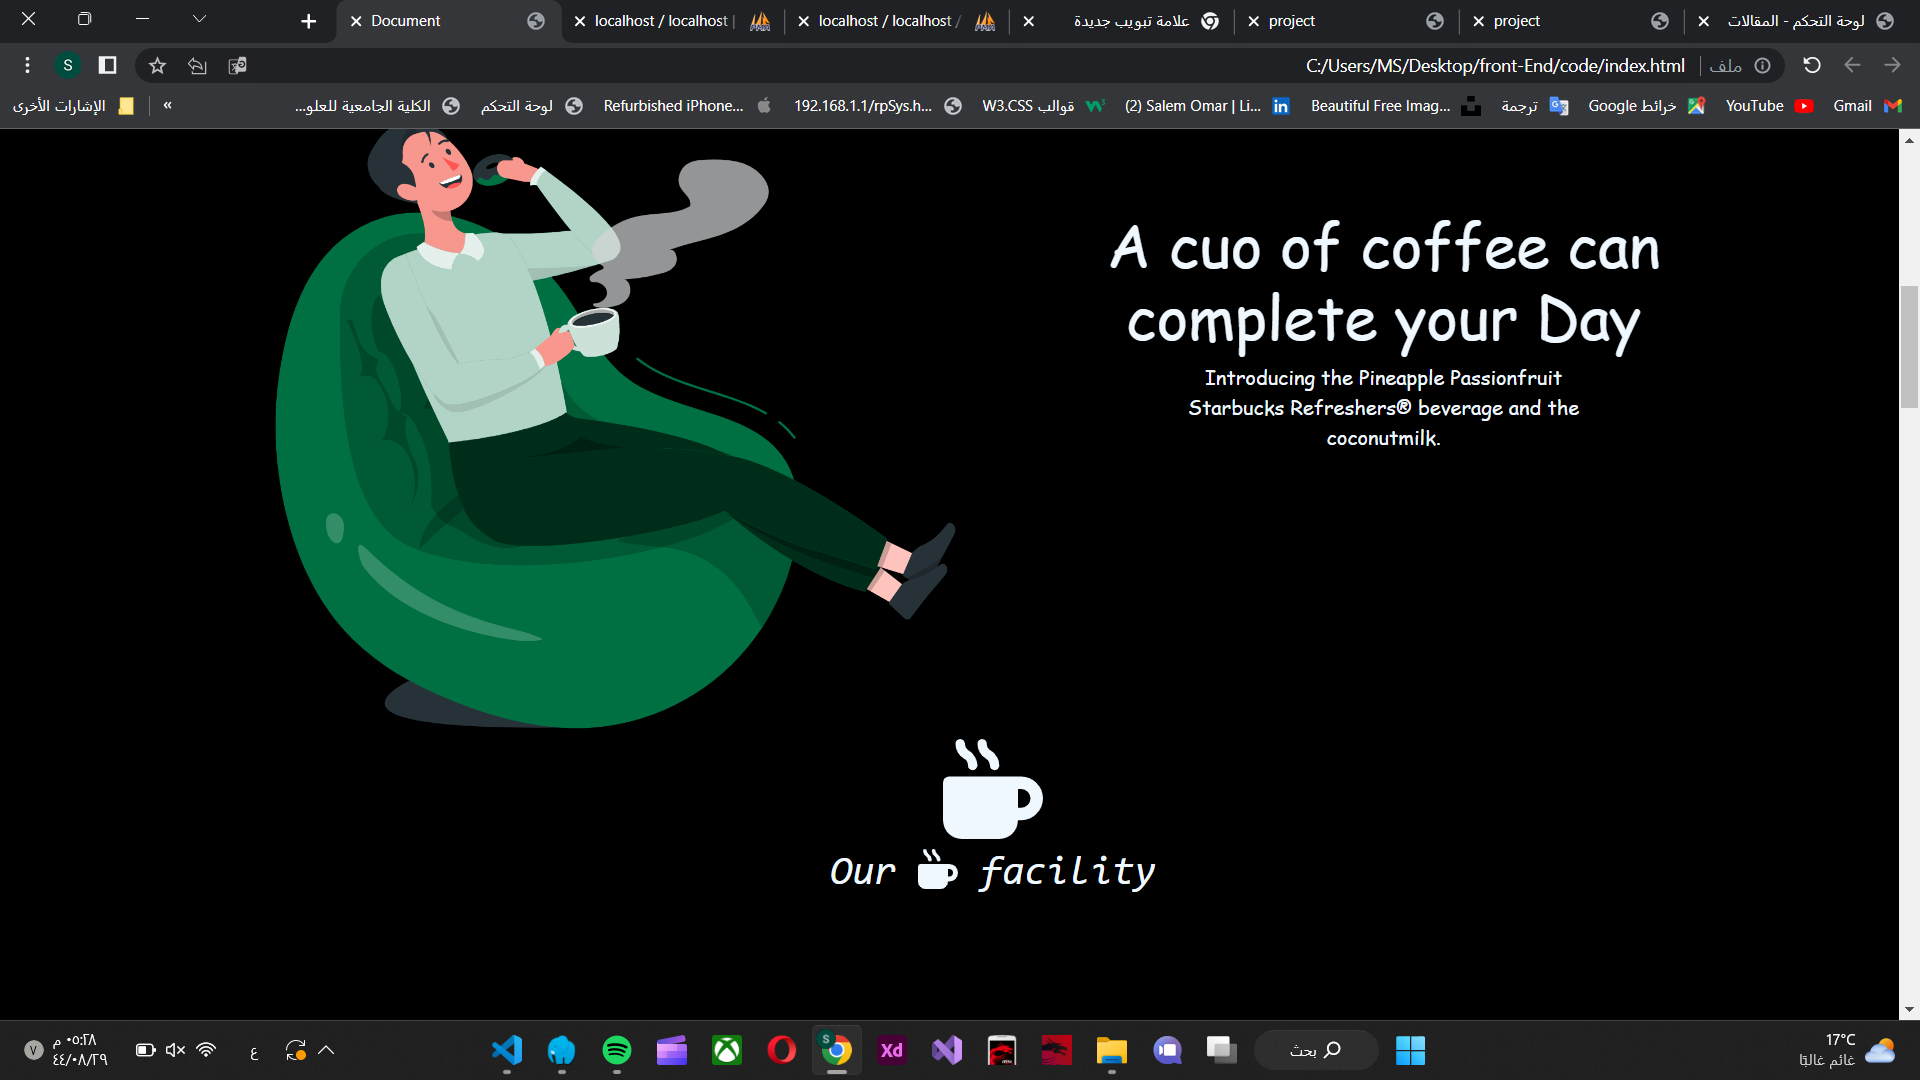 Document
localhost / localhost |
localhost / localhost /
علامة تبويب جديدة
project
project
لوحة التحكم - المقالات
S
C:/Users/MS/Desktop/front-End/code/index.html
ملف
الإشارات الأخرى
»
الكلية الجامعية للعلو...
لوحة التحكم
Refurbished iPhone...
192.168.1.1/rpSys.h...
قوالب W3.CSS
(2) Salem Omar | Li...
Beautiful Free Imag...
ترجمة
خرائط Google
YouTube
Gmail
A cuo of coffee can
complete your Day
Introducing the Pineapple Passionfruit
Starbucks Refreshers® beverage and the
coconutmilk.
Our facility
٧
٠٥:٢٨ م
٤٤/٠٨/٢٩
ع
Xd
بحث
17°C
غائم غالبًا